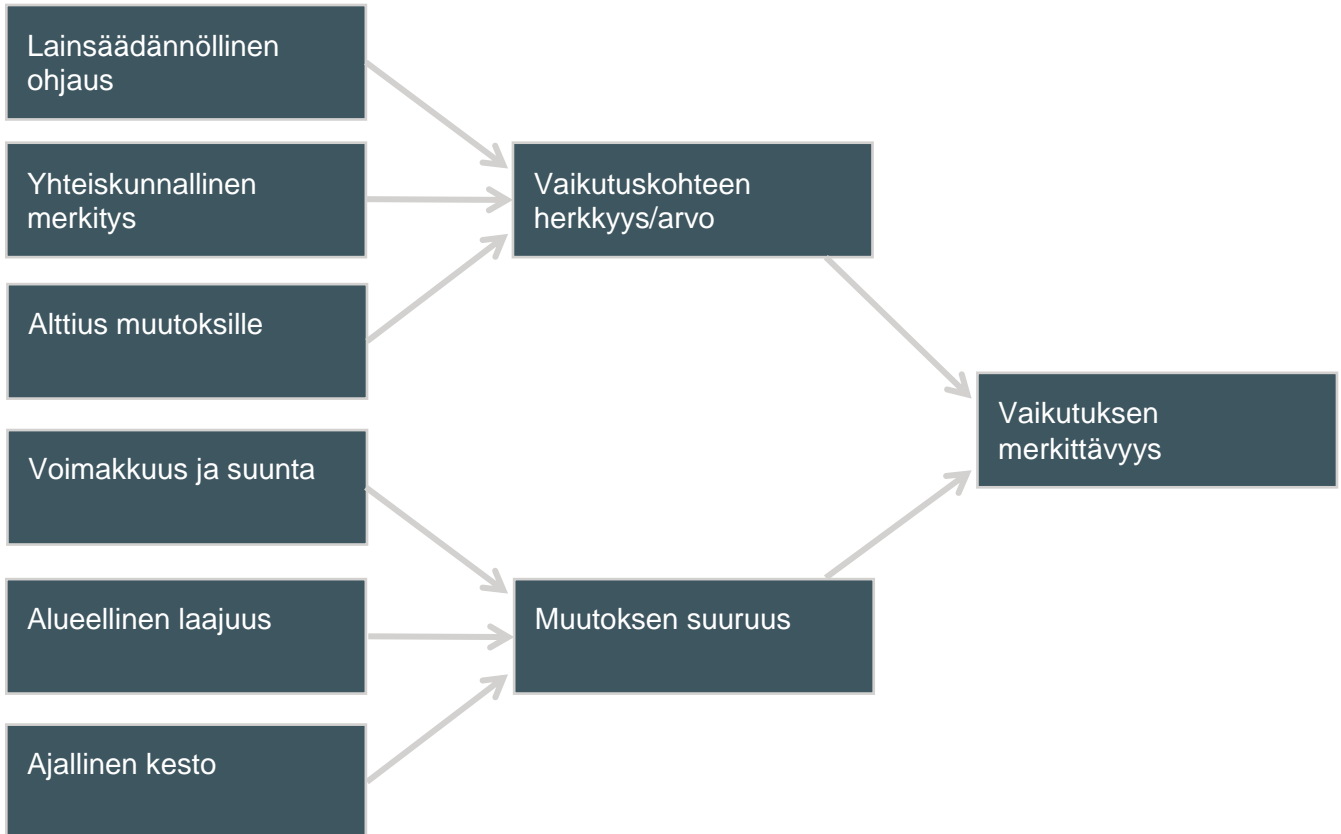 Lainsäädännöllinen
ohjaus
Yhteiskunnallinen
merkitys
Alttius muutoksille
Voimakkuus ja suunta
Alueellinen laajuus
Ajallinen kesto
Vaikutuskohteen
herkkyys/arvo
Muutoksen suuruus
Vaikutuksen
merkittävyys